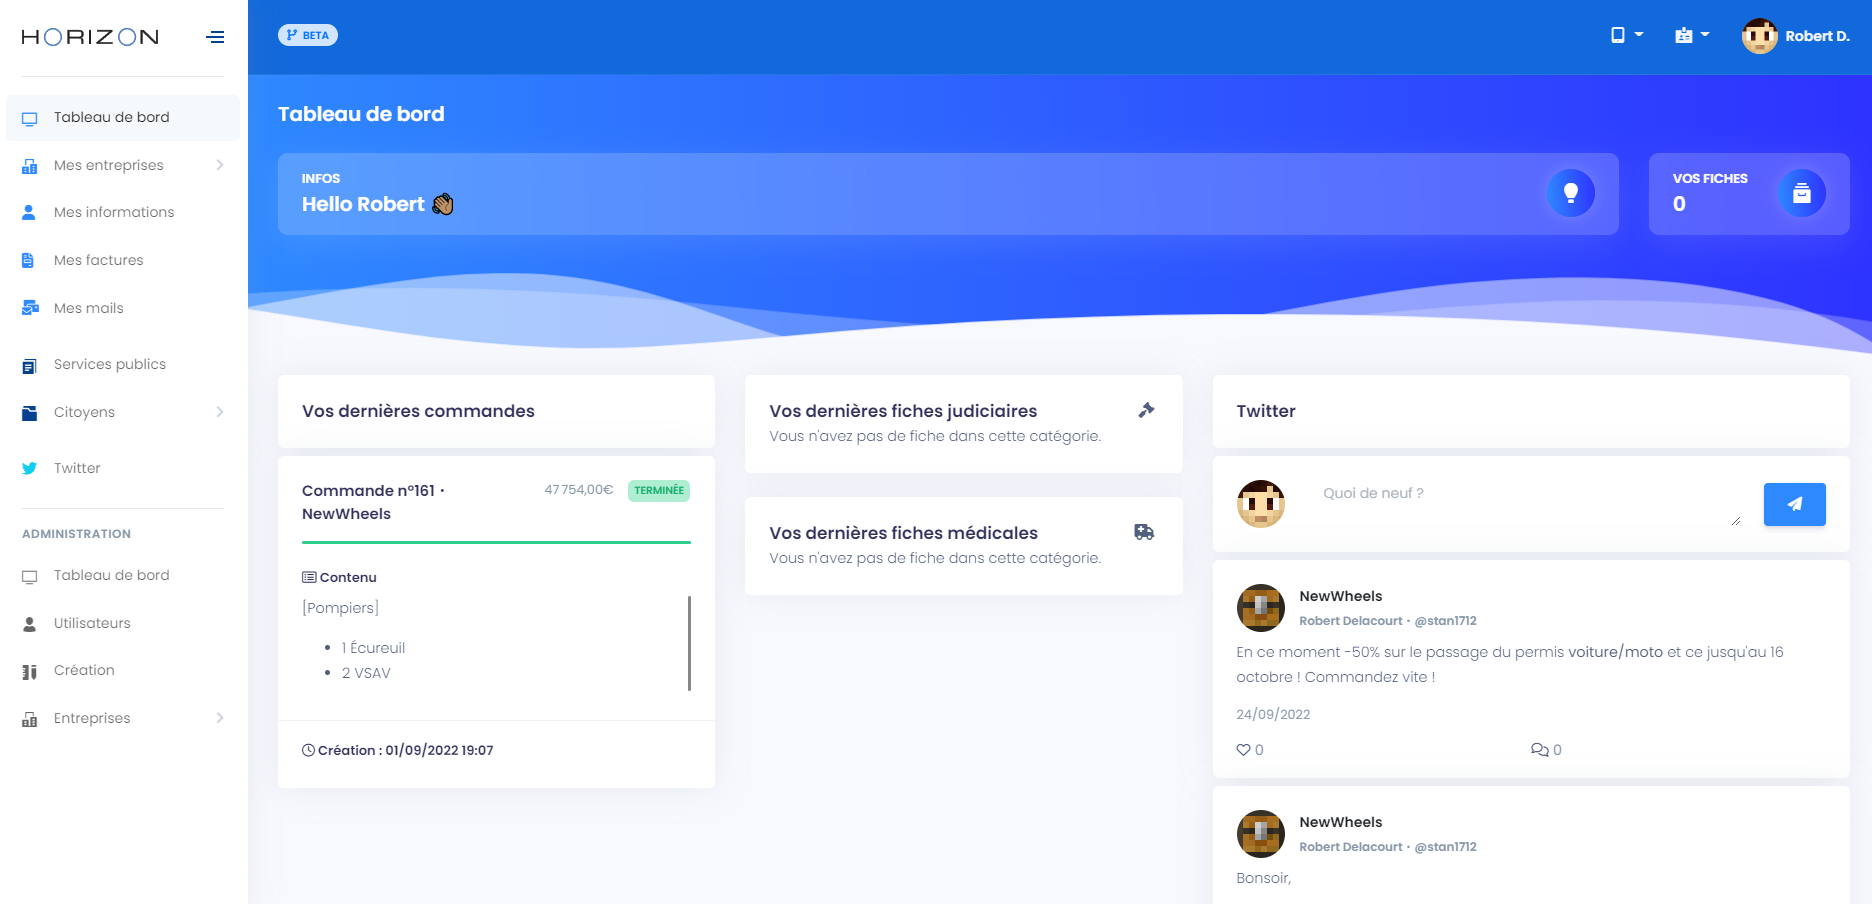 HORIZON
Tableau de bord
Mes entreprises
Mes informations
Mes factures
Mes mails
Services publics
Citoyens
Twitter
ADMINISTRATION
Tableau de bord
Utilisateurs
Création
Entreprises
BETA
Robert D.
Tableau de bord
INFOS
Hello Robert 👋🏽
VOS FICHES
0
Vos dernières commandes
Commande n°161 •
NewWheels
47 754,00€
TERMINÉE
Contenu
[Pompiers]
• 1 Écureuil
• 2 VSAV
Création : 01/09/2022 19:07
Vos dernières fiches judiciaires
Vous n'avez pas de fiche dans cette catégorie.
Vos dernières fiches médicales
Vous n'avez pas de fiche dans cette catégorie.
Twitter
Quoi de neuf ?
NewWheels
Robert Delacourt • @stan1712
En ce moment -50% sur le passage du permis voiture/moto et ce jusqu'au 16
octobre ! Commandez vite !
24/09/2022
0
0
NewWheels
Robert Delacourt • @stan1712
Bonsoir,